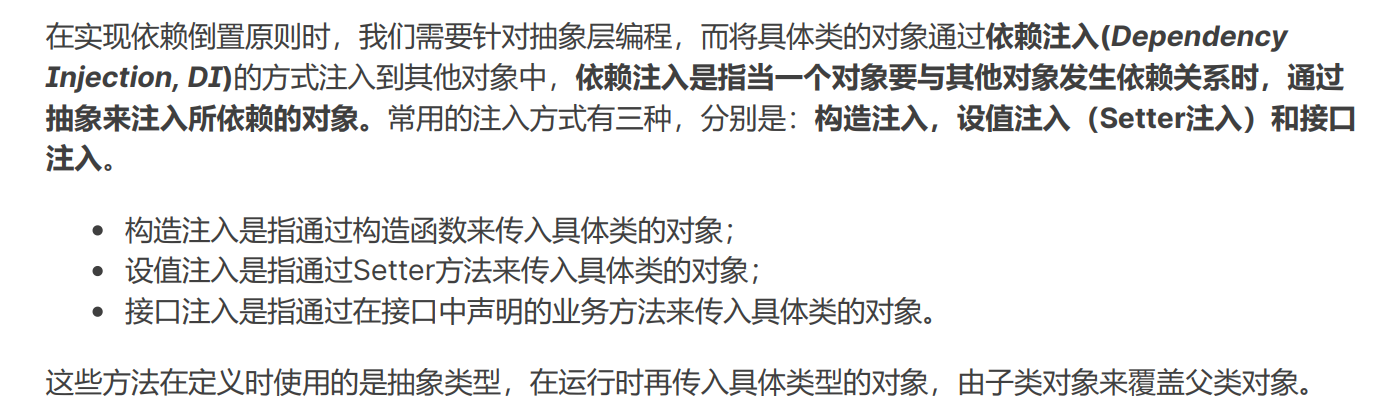 在实现依赖倒置原则时，我们需要针对抽象层编程，而将具体类的对象通过依赖注入(Dependency
Injection, DI)的方式注入到其他对象中，依赖注入是指当一个对象要与其他对象发生依赖关系时，通过
抽象来注入所依赖的对象。常用的注入方式有三种，分别是：构造注入，设值注入（Setter注入）和接口
注入。
• 构造注入是指通过构造函数来传入具体类的对象；
• 设值注入是指通过Setter方法来传入具体类的对象；
• 接口注入是指通过在接口中声明的业务方法来传入具体类的对象。
这些方法在定义时使用的是抽象类型，在运行时再传入具体类型的对象，由子类对象来覆盖父类对象。